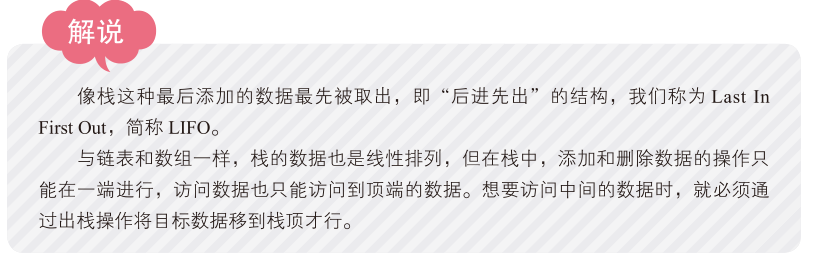 解说
像栈这种最后添加的数据最先被取出，即“后进先出”的结构，我们称为 Last In
First Out，简称 LIFO。
与链表和数组一样，栈的数据也是线性排列，但在栈中，添加和删除数据的操作只
能在一端进行，访问数据也只能访问到顶端的数据。想要访问中间的数据时，就必须通
过出栈操作将目标数据移到栈顶才行。